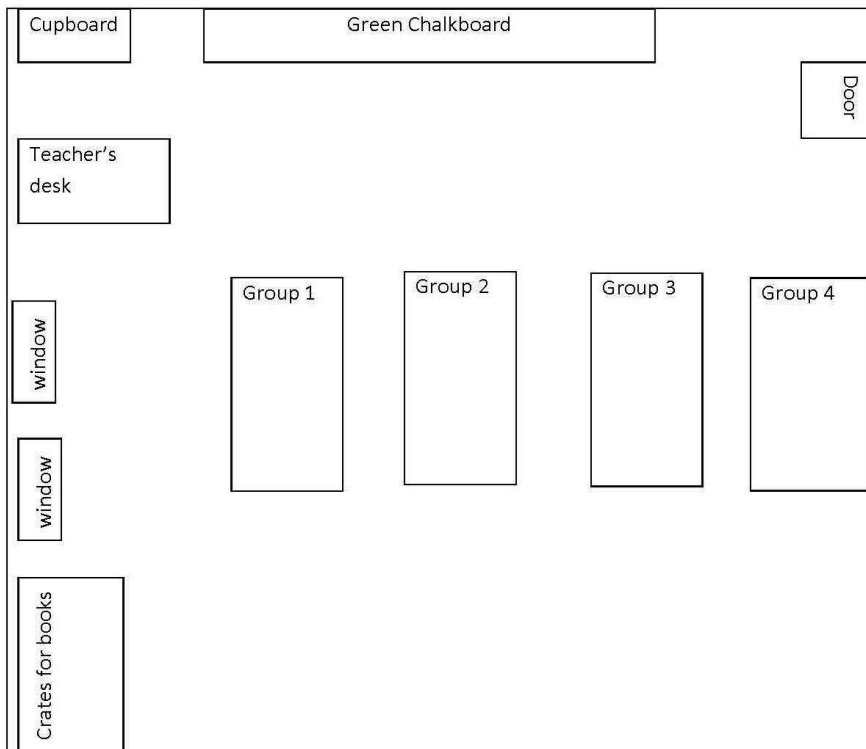 Cupboard
Green Chalkboard
Door
Teacher's
desk
Group 1
Group 2
Group 3
Group 4
window
window
Crates for books